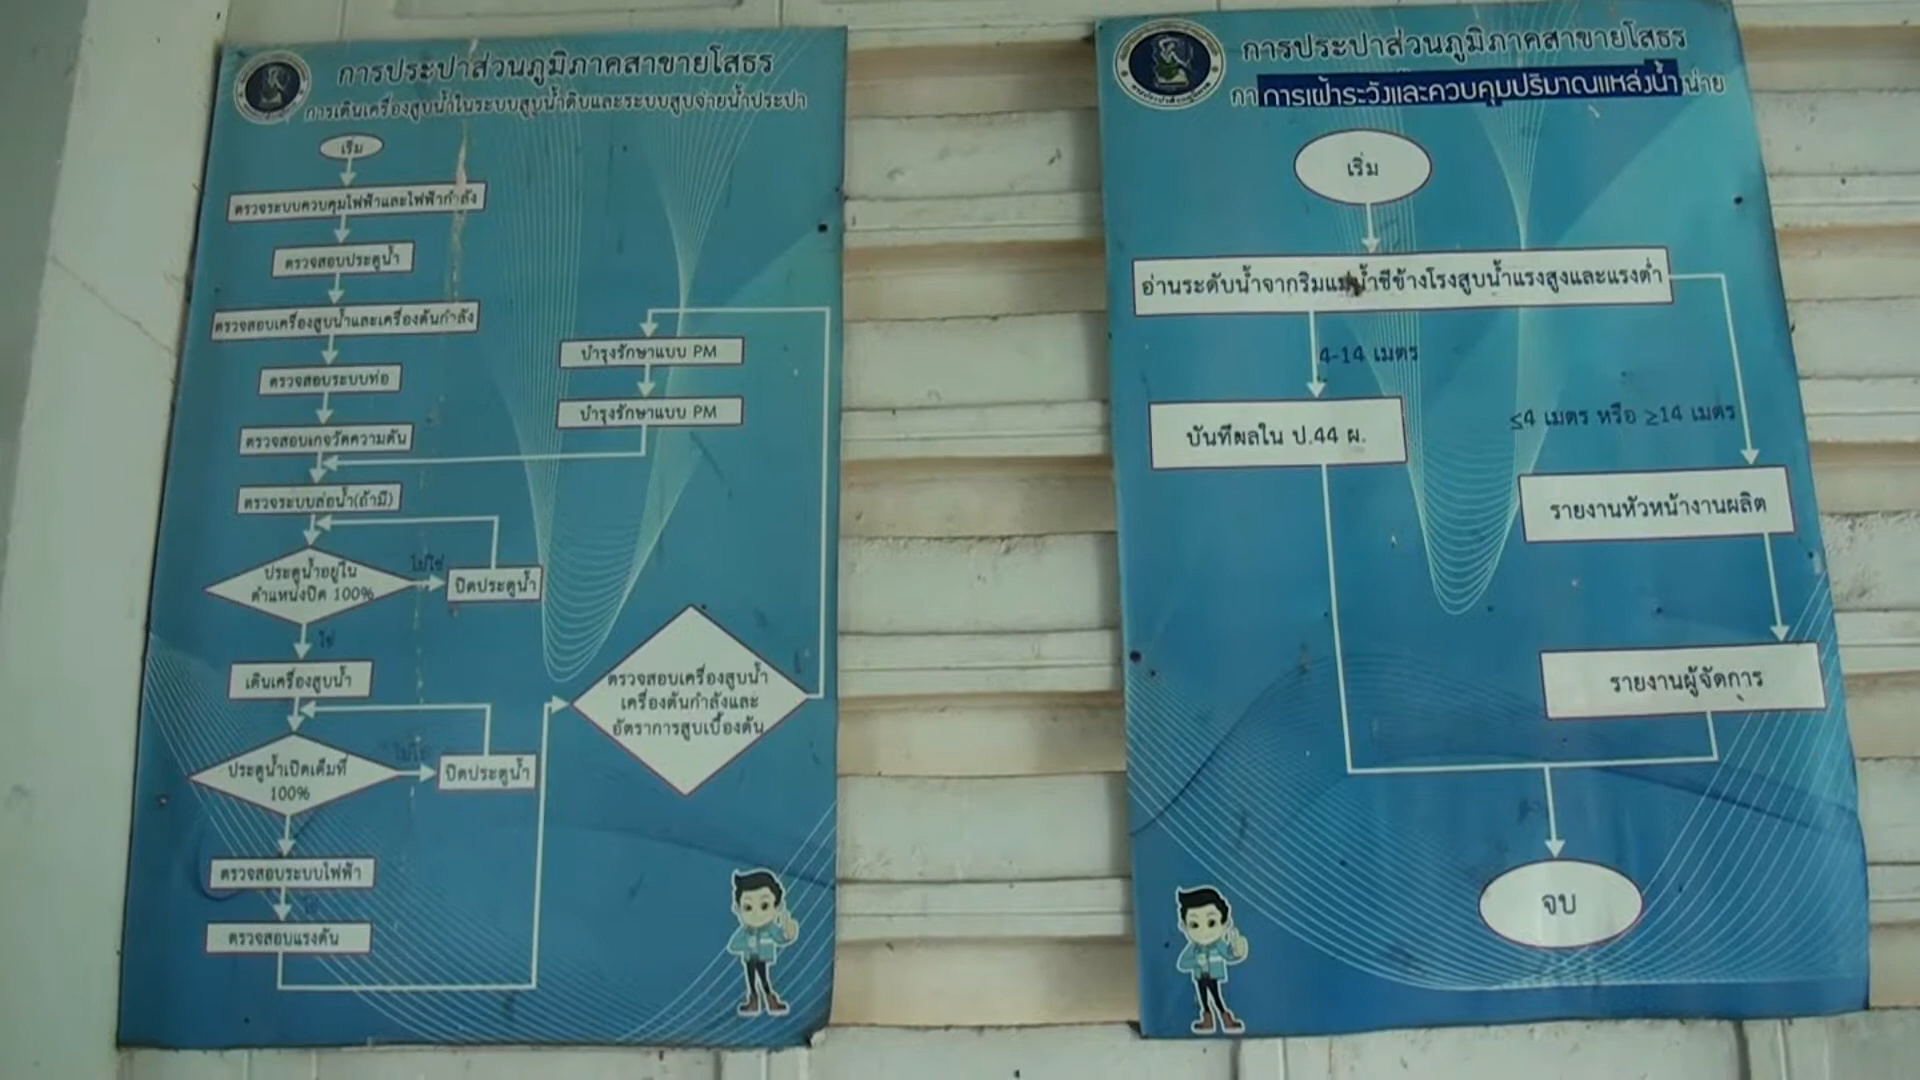 การประปาส่วนภูมิภาคสาขายโสธร
การเดินเครื่องสูบน้ำในระบบสูบน้ำดิบและระบบสูบจ่ายน้ำประปา
เริ่ม
ตรวจระบบควบคุมไฟฟ้าและไฟฟ้ากำลัง
ตรวจสอบประตูน้ำ
ตรวจสอบเครื่องสูบน้ำและเครื่องต้นกำลัง
ตรวจสอบระบบท่อ
ตรวจสอบเกจวัดความดัน
ตรวจระบบล่อน้ำ(ถ้ามี)
ประตูน้ำอยู่ใน
ตำแหน่งปิด 100%
ไม่ใช่
ปิดประตูน้ำ
ใช่
เดินเครื่องสูบน้ำ
ประตูน้ำเปิดเต็มที่
100%
ปิดประตูน้ำ
ตรวจสอบระบบไฟฟ้า
ตรวจสอบแรงดัน
บำรุงรักษาแบบ PM
บำรุงรักษาแบบ PM
ตรวจสอบเครื่องสูบน้ำ
เครื่องต้นกำลังและ
อัตราการสูบเบื้องต้น
การประปาส่วนภูมิภาคสาขายโสธร
การเฝ้าระวังและควบคุมปริมาณแหล่งน้ำ
เริ่ม
อ่านระดับน้ำจากริมแม่น้ำชีข้างโรงสูบน้ำแรงสูงและแรงต่ำ
4-14 เมตร
≤4 เมตร หรือ ≥14 เมตร
บันทึผลใน ป.44 ผ.
รายงานหัวหน้างานผลิต
รายงานผู้จัดการ
จบ